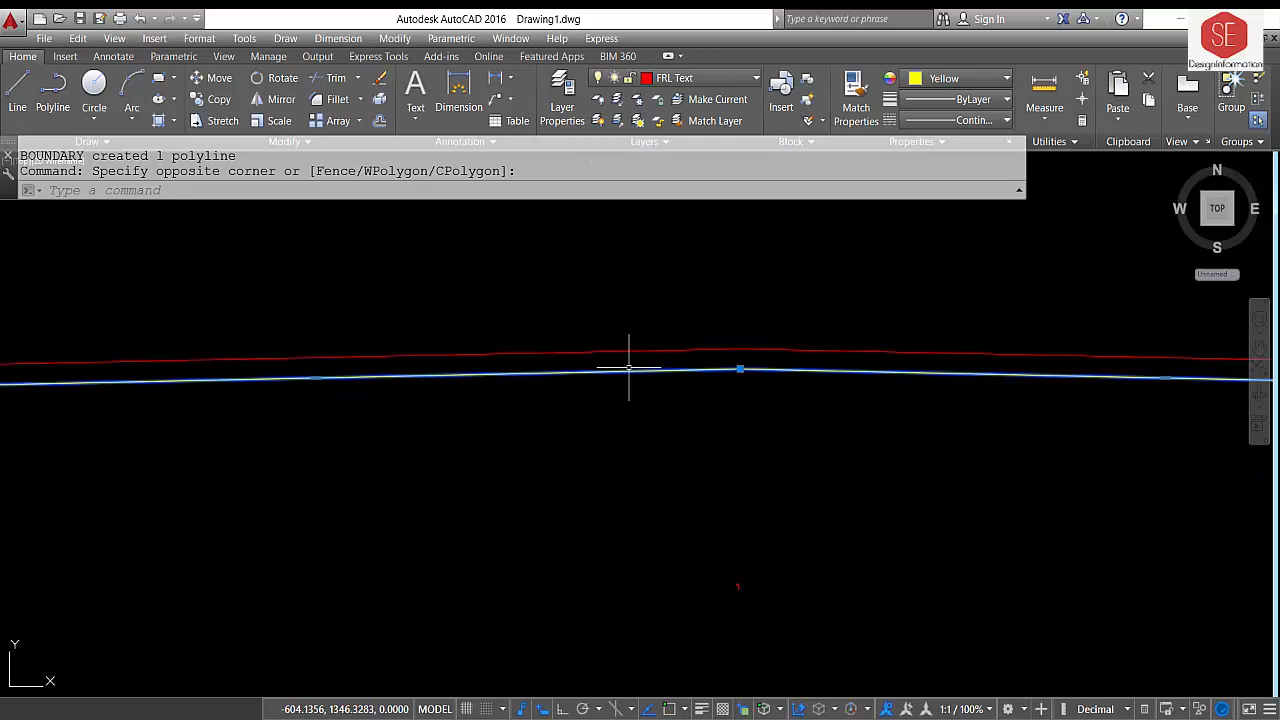 Autodesk AutoCAD 2016 Drawing1.dwg
Type a keyword or phrase
Sign In
SE
DesignInformation
File Edit View Insert Format Tools Draw Dimension Modify Parametric Window Help Express
Home Insert Annotate Parametric View Manage Output Express Tools Add-ins Online Featured Apps BIM 360
Line Polyline Circle Arc
Move Rotate Trim
Copy Mirror Fillet
Stretch Scale Array
Text Dimension Table
Layer Properties
FRL Text
Make Current
Match Layer
Insert
Match Properties
Yellow
ByLayer
Contin...
Measure
Paste
Base
Group
Draw Modify Annotation Layers Block Properties Utilities Clipboard View Groups
BOUNDARY created 1 polyline
Command: Specify opposite corner or [Fence/WPolygon/CPolygon]:
Type a command
N
W TOP E
S
Unnamed
1
Y
X
-604.1356, 1346.3283, 0.0000 MODEL 1:1 / 100% Decimal